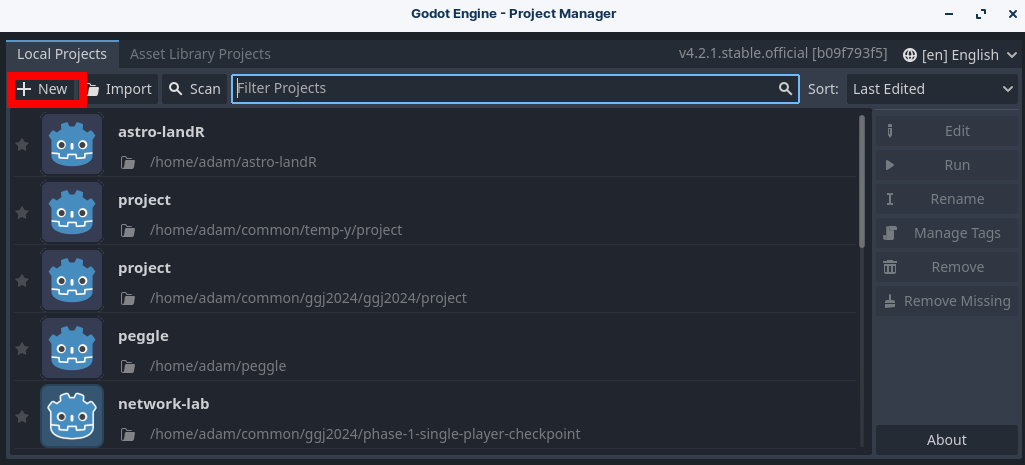 Godot Engine - Project Manager
Local Projects Asset Library Projects v4.2.1.stable.official [b09f793f5] [en] English
New Import Scan Filter Projects Sort: Last Edited
astro-landR
/home/adam/astro-landR
project
/home/adam/common/temp-y/project
project
/home/adam/common/ggj2024/ggj2024/project
peggle
/home/adam/peggle
network-lab
/home/adam/common/ggj2024/phase-1-single-player-checkpoint
Edit
Run
Rename
Manage Tags
Remove
Remove Missing
About